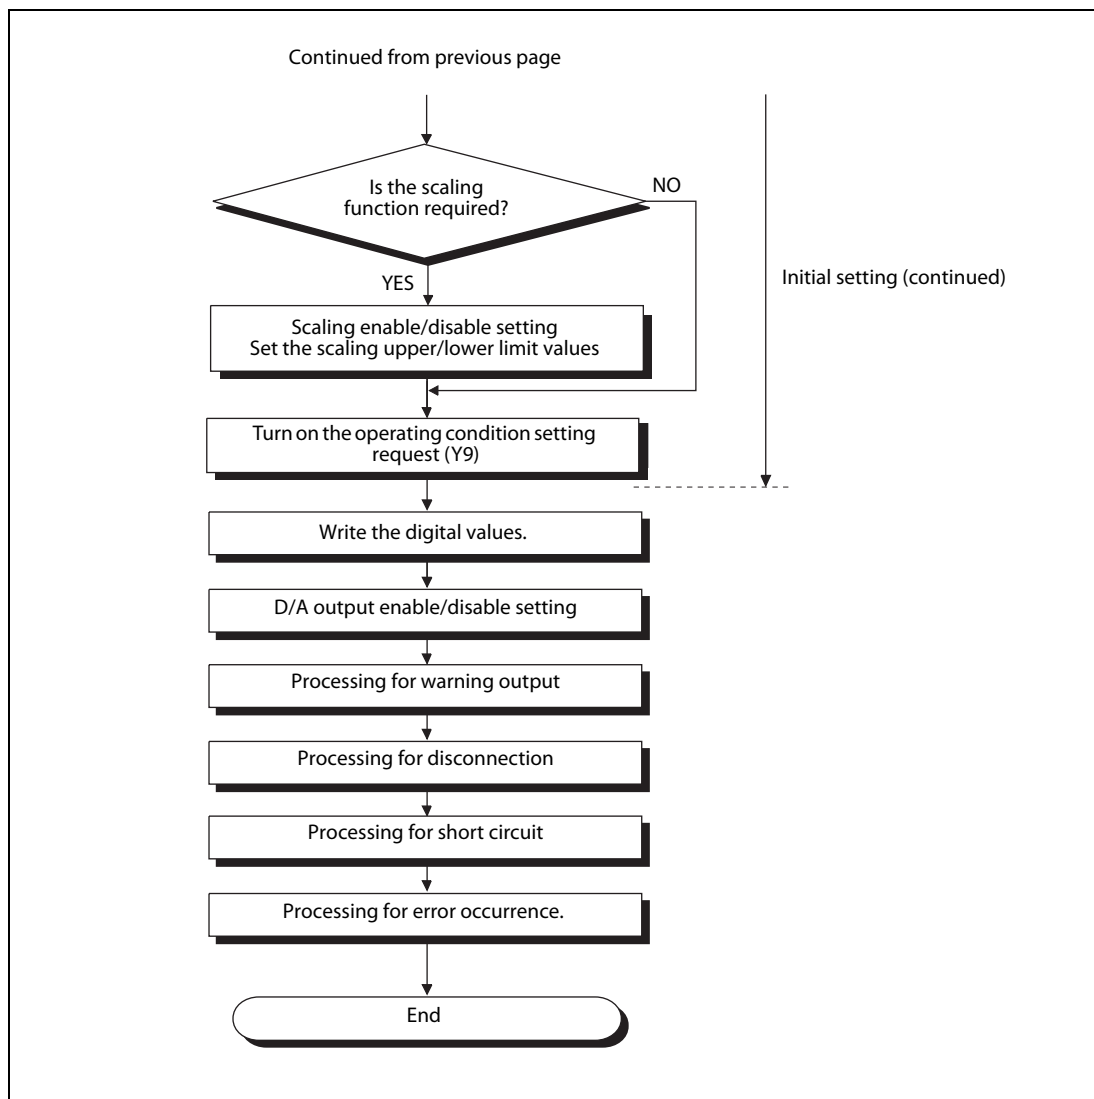 Continued from previous page
Is the scaling
function required?
NO
YES
Initial setting (continued)
Scaling enable/disable setting
Set the scaling upper/lower limit values
Turn on the operating condition setting
request (Y9)
Write the digital values.
D/A output enable/disable setting
Processing for warning output
Processing for disconnection
Processing for short circuit
Processing for error occurrence.
End